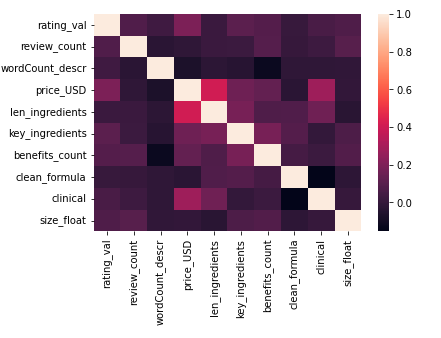 rating_val
review_count
wordCount_descr
price_USD
len_ingredients
key_ingredients
benefits_count
clean_formula
clinical
size_float
rating_val
review_count
wordCount_descr
price_USD
len_ingredients
key_ingredients
benefits_count
clean_formula
clinical
size_float
1.0
0.8
0.6
0.4
0.2
0.0